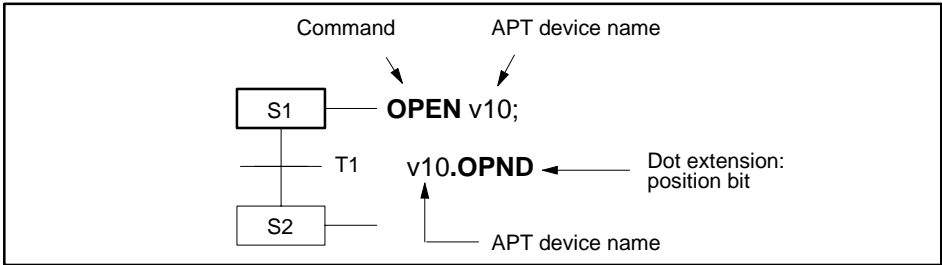 Command
APT device name
S1
OPEN v10;
T1
v10.OPND
Dot extension:
position bit
S2
APT device name